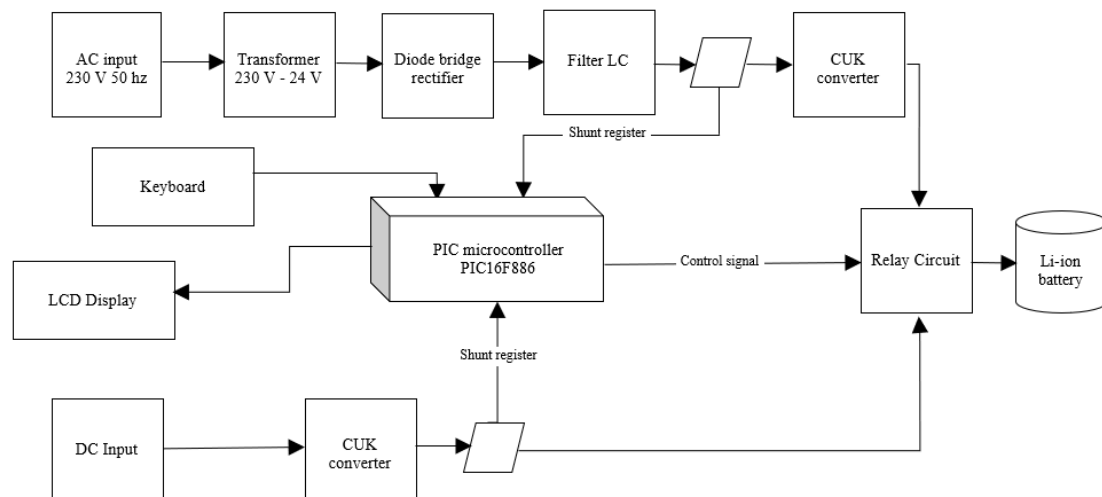 AC input
230 V 50 hz
Transformer
230 V - 24 V
Diode bridge
rectifier
Filter LC
CUK
converter
Shunt register
Keyboard
PIC microcontroller
PIC16F886
Control signal
Relay Circuit
Li-ion
battery
LCD Display
Shunt register
DC Input
CUK
converter